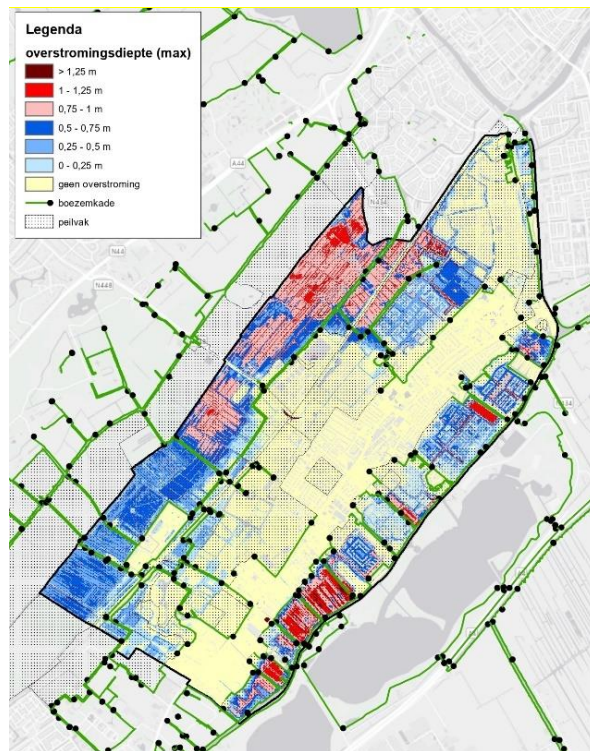 Legenda
overstromingsdiepte (max)
> 1,25 m
1 - 1,25 m
0,75 - 1 m
0,5 - 0,75 m
0,25 - 0,5 m
0 - 0,25 m
geen overstroming
boezemkade
peilvak
A44
N44
N448